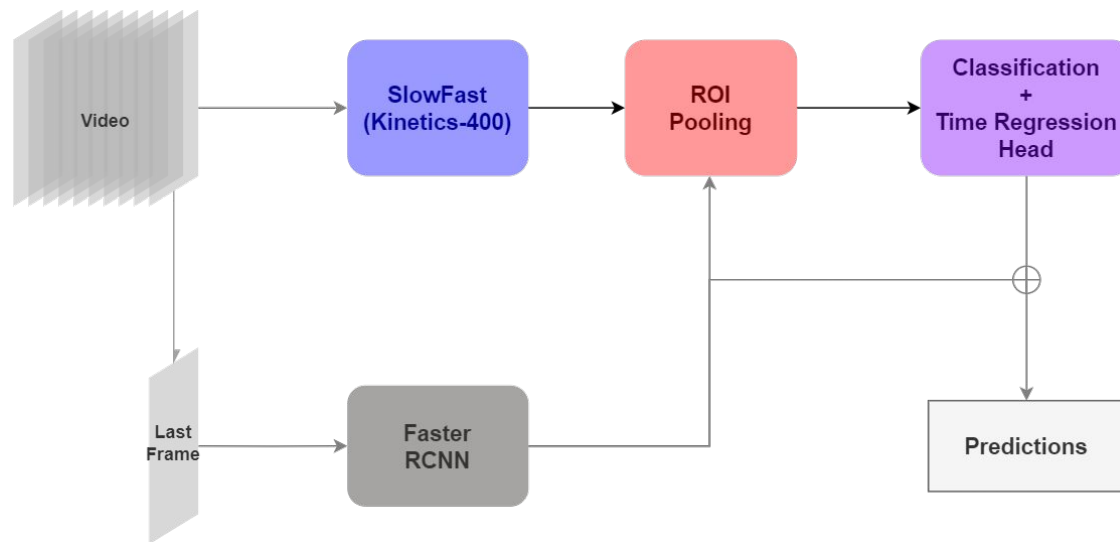 Video
SlowFast
(Kinetics-400)
ROI
Pooling
Classification
+
Time Regression
Head
Last
Frame
Faster
RCNN
Predictions